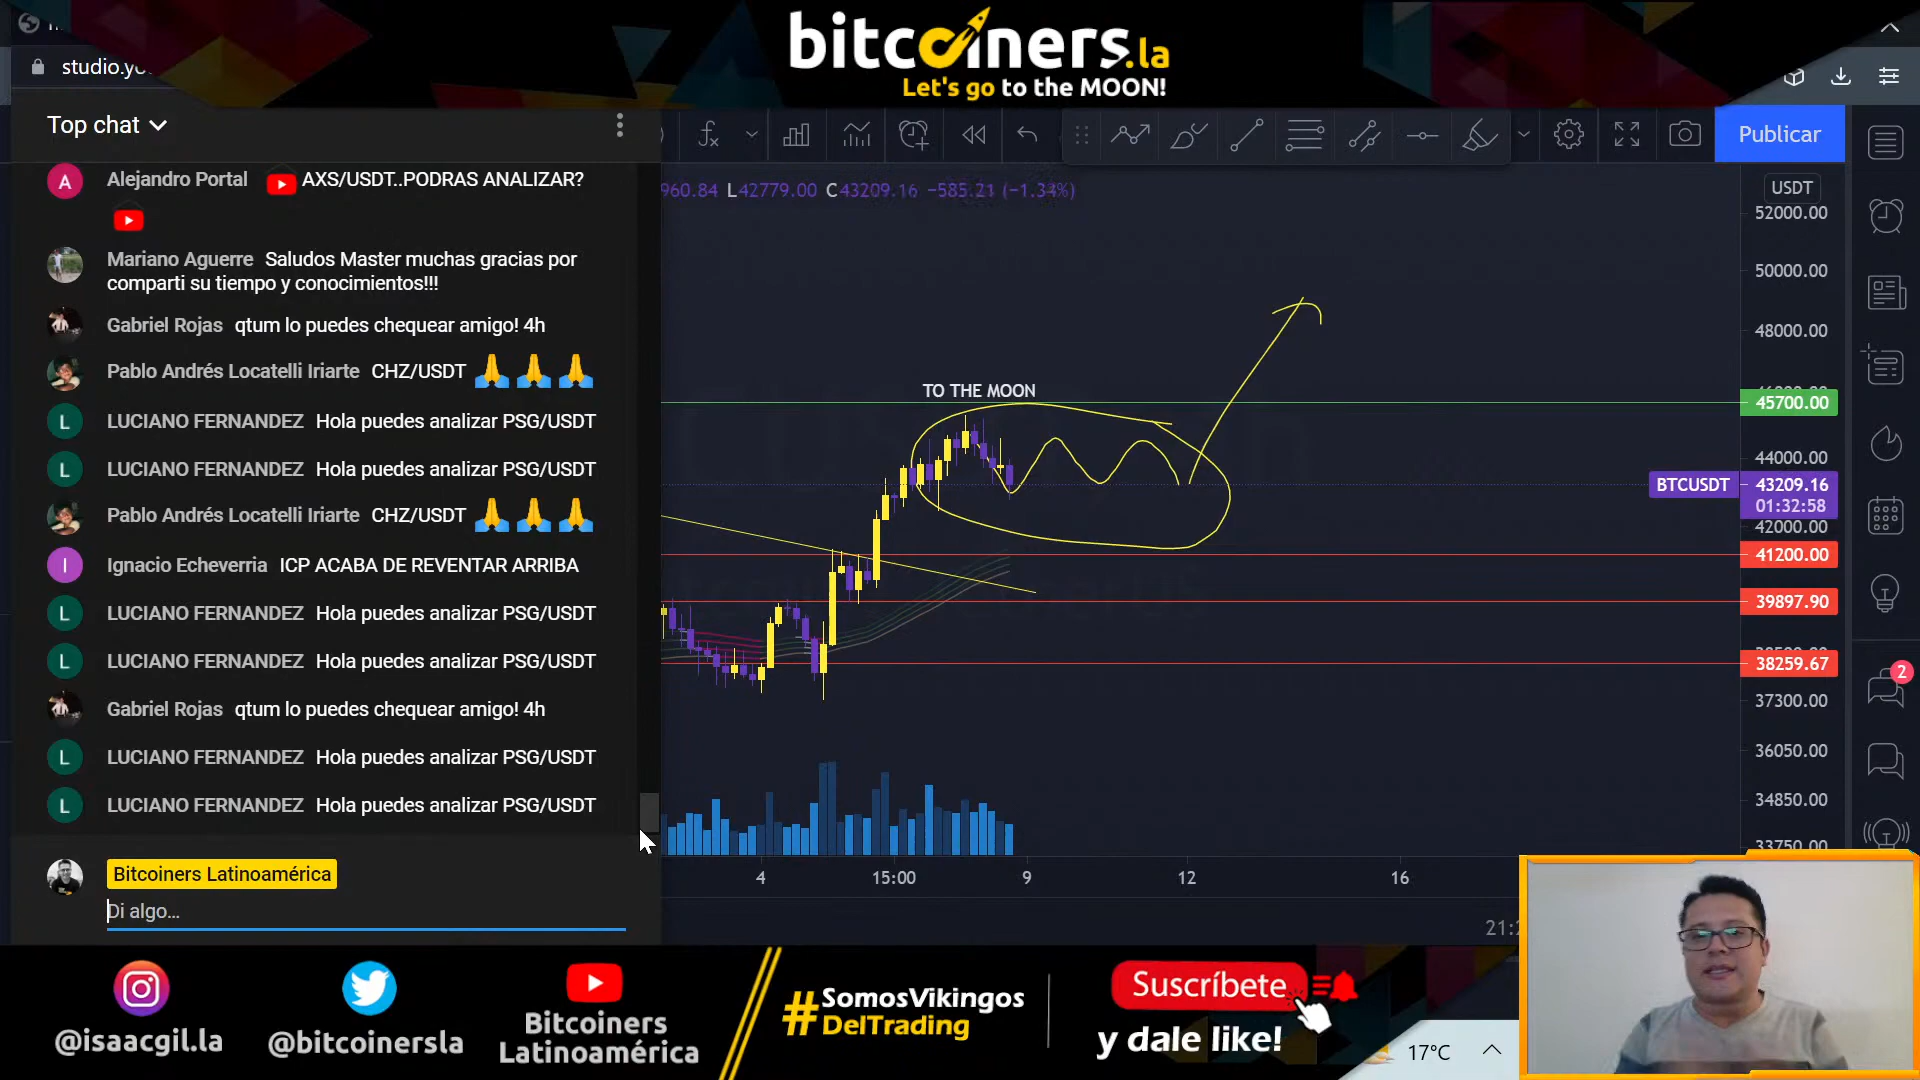 bitcoiners.la
Let's go to the MOON!
studio.yo
Top chat
Publicar
A
Alejandro Portal AXS/USDT..PODRAS ANALIZAR?
960.84 L42779.00 C43209.16 −585.21 (−1.34%)
USDT
Mariano Aguerre Saludos Master muchas gracias por
comparti su tiempo y conocimientos!!!
Gabriel Rojas qtum lo puedes chequear amigo! 4h
Pablo Andrés Locatelli Iriarte CHZ/USDT 🙏 🙏 🙏
L
LUCIANO FERNANDEZ Hola puedes analizar PSG/USDT
L
LUCIANO FERNANDEZ Hola puedes analizar PSG/USDT
Pablo Andrés Locatelli Iriarte CHZ/USDT 🙏 🙏 🙏
I
Ignacio Echeverria ICP ACABA DE REVENTAR ARRIBA
L
LUCIANO FERNANDEZ Hola puedes analizar PSG/USDT
L
LUCIANO FERNANDEZ Hola puedes analizar PSG/USDT
Gabriel Rojas qtum lo puedes chequear amigo! 4h
L
LUCIANO FERNANDEZ Hola puedes analizar PSG/USDT
L
LUCIANO FERNANDEZ Hola puedes analizar PSG/USDT
Bitcoiners Latinoamérica
Di algo...
TO THE MOON
52000.00
50000.00
48000.00
45700.00
44000.00
BTCUSDT 43209.16
01:32:58
42000.00
41200.00
39897.90
38259.67
37300.00
36050.00
34850.00
33750.00
2
4 15:00 9 12 16
21:2
@isaacgil.la
@bitcoinersla
Bitcoiners
Latinoamérica
#SomosVikingos
DelTrading
Suscríbete
y dale like!
17°C